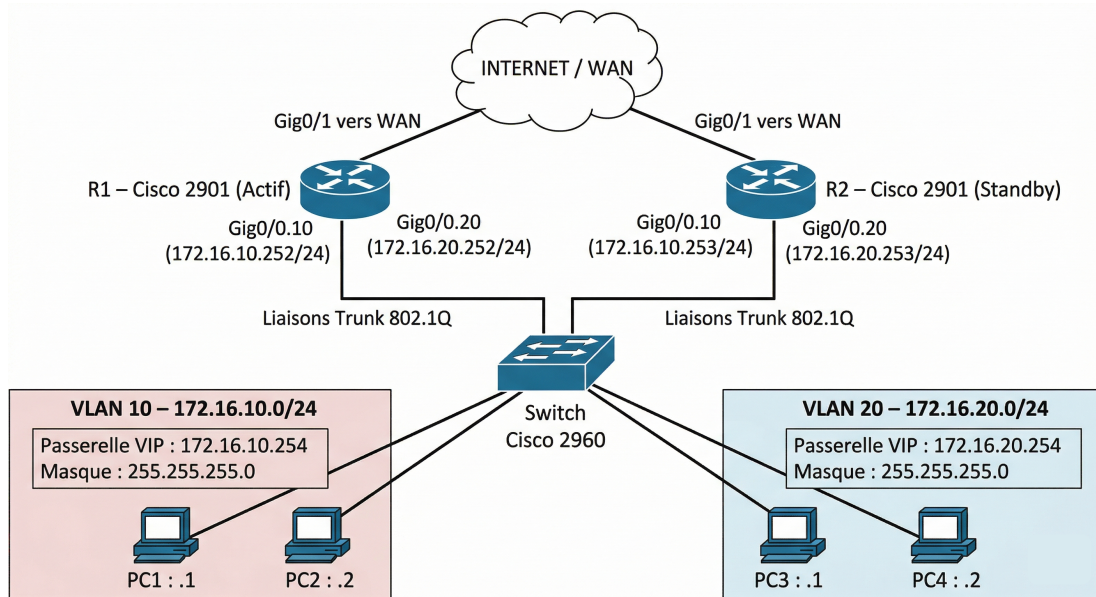 INTERNET / WAN
Gig0/1 vers WAN
Gig0/1 vers WAN
R1 – Cisco 2901 (Actif)
R2 – Cisco 2901 (Standby)
Gig0/0.10
(172.16.10.252/24)
Gig0/0.20
(172.16.20.252/24)
Gig0/0.10
(172.16.10.253/24)
Gig0/0.20
(172.16.20.253/24)
Liaisons Trunk 802.1Q
Liaisons Trunk 802.1Q
Switch
Cisco 2960
VLAN 10 – 172.16.10.0/24
Passerelle VIP : 172.16.10.254
Masque : 255.255.255.0
PC1 : .1
PC2 : .2
VLAN 20 – 172.16.20.0/24
Passerelle VIP : 172.16.20.254
Masque : 255.255.255.0
PC3 : .1
PC4 : .2